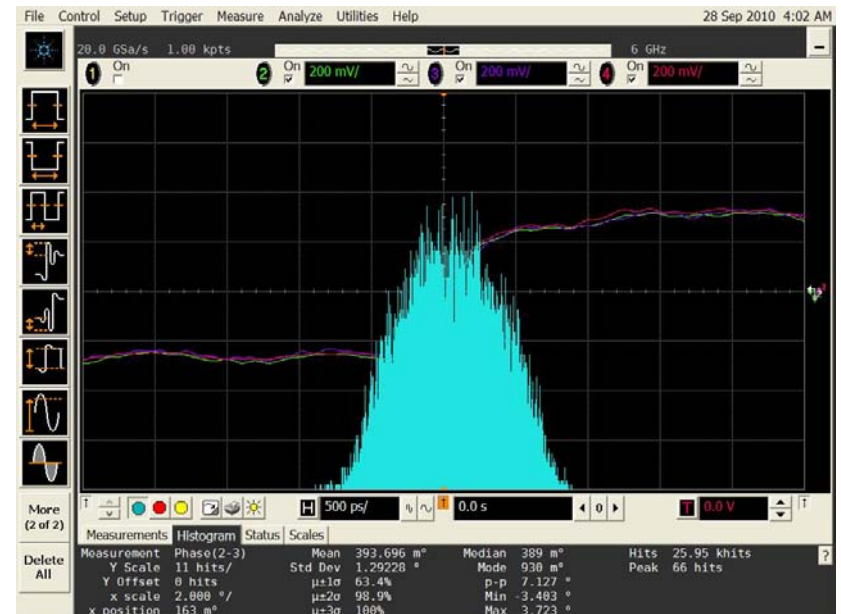 File Control Setup Trigger Measure Analyze Utilities Help 28 Sep 2010 4:02 AM
20.0 GSa/s 1.00 kpts 6 GHz
1 On 2 On 200 mV/ 3 On 200 mV/ 4 On 200 mV/
More
(2 of 2)
Delete
All
H 500 ps/ 0.0 s 0 T 0.0 V
Measurements Histogram Status Scales
Measurement Phase(2-3) Mean 393.696 m° Median 389 m° Hits 25.95 khits
Y Scale 11 hits/ Std Dev 1.29228 ° Mode 930 m° Peak 66 hits
Y Offset 0 hits µ±1σ 63.4% p-p 7.127 °
x scale 2.000 °/ µ±2σ 98.9% Min -3.403 °
x position 163 m° µ±3σ 100% Max 3.723 °
?